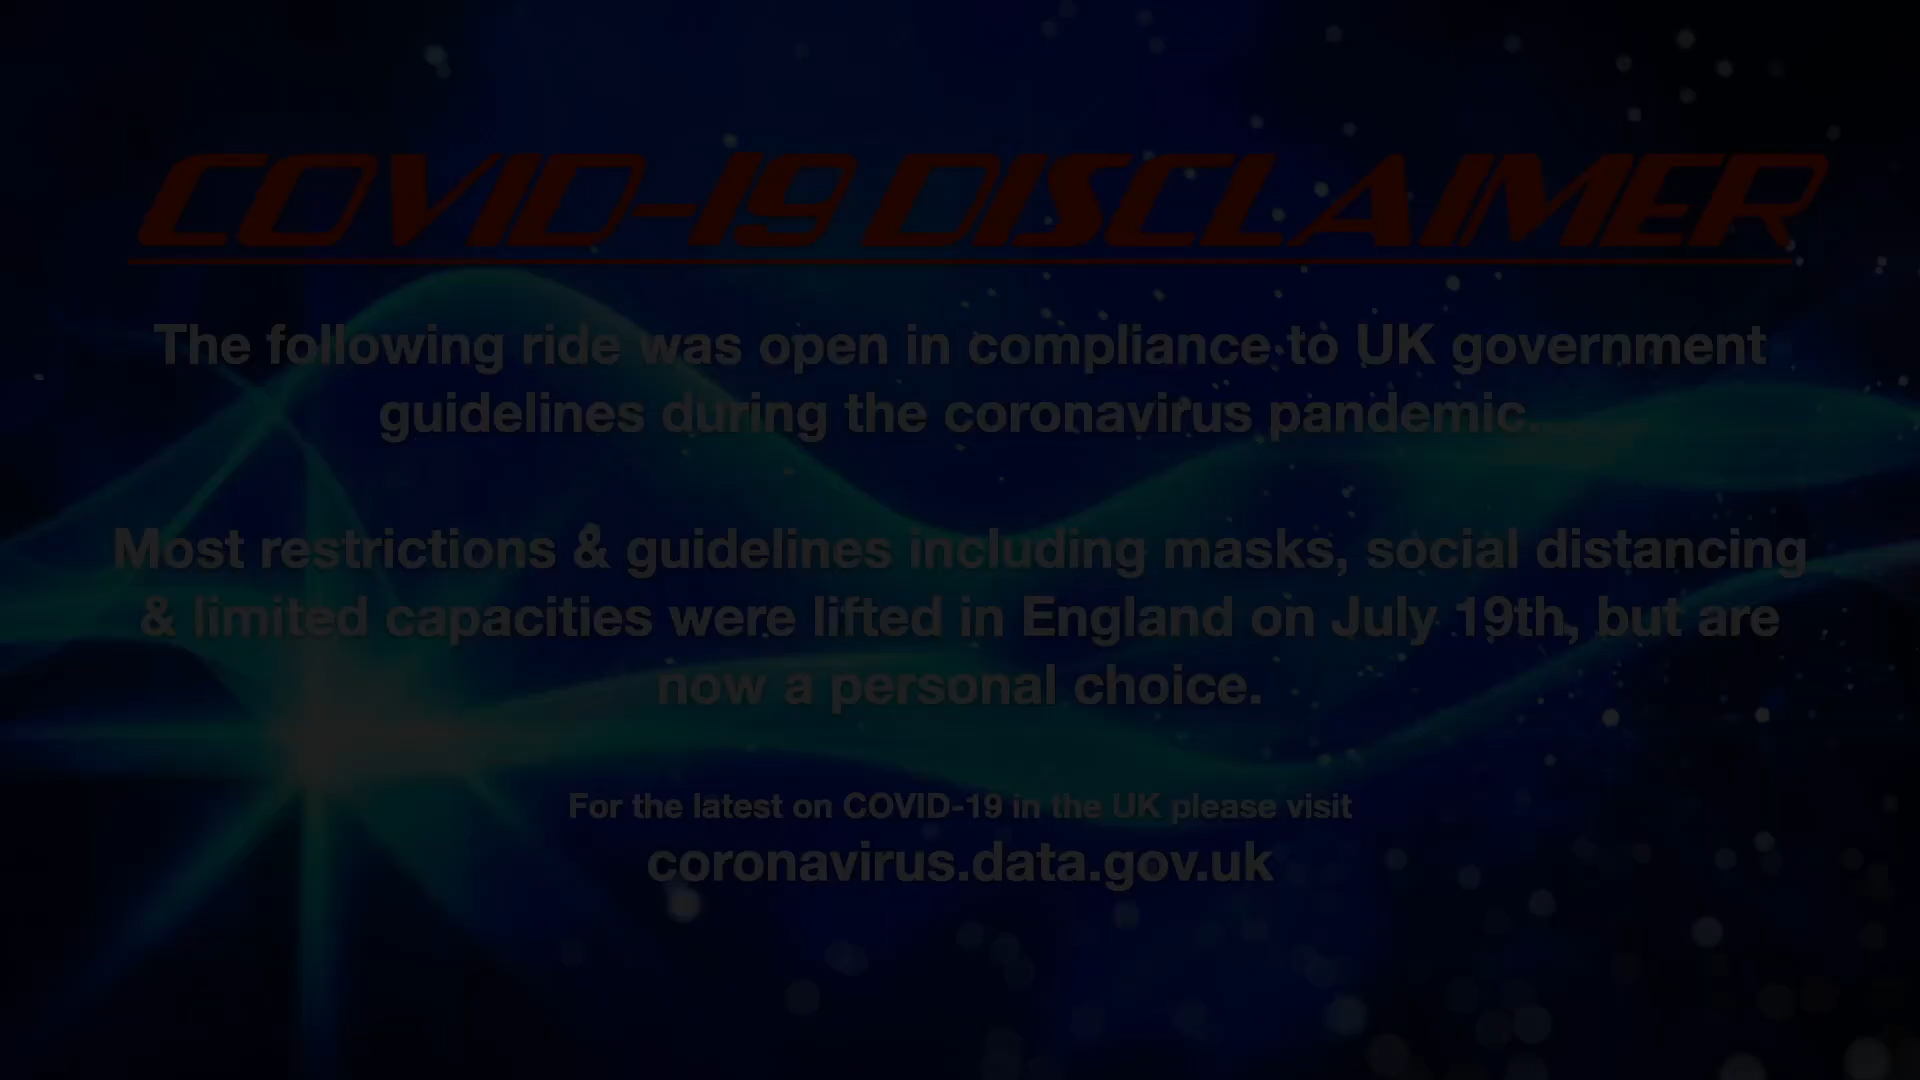 COVID-19 DISCLAIMER
The following ride was open in compliance to UK government
guidelines during the coronavirus pandemic.
Most restrictions & guidelines including masks, social distancing
& limited capacities were lifted in England on July 19th, but are
now a personal choice.
For the latest on COVID-19 in the UK please visit
coronavirus.data.gov.uk